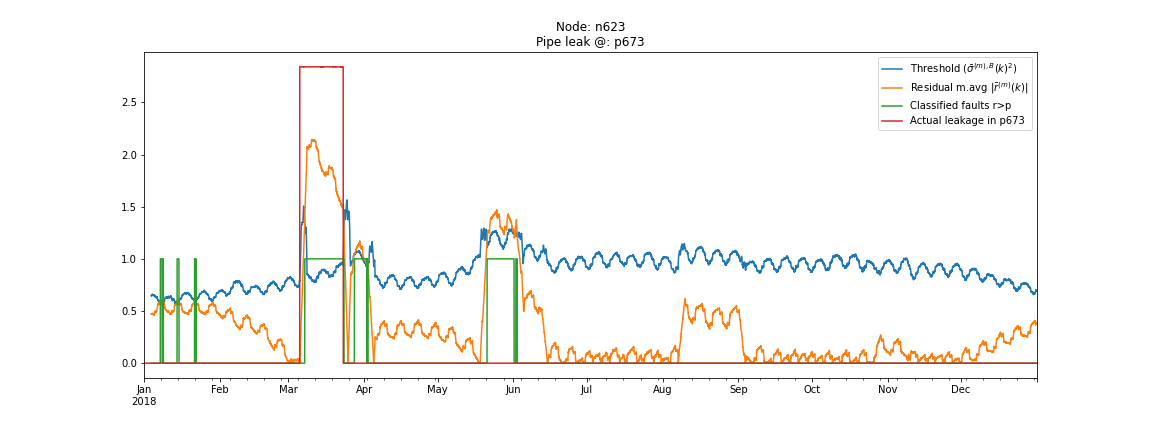 Node: n623
Pipe leak @: p673
Threshold (σ̄⁽ᵐ⁾,ᴮ(k)²)
Residual m.avg |r̄⁽ᵐ⁾(k)|
Classified faults r>p
Actual leakage in p673
2.5
2.0
1.5
1.0
0.5
0.0
Jan Feb Mar Apr May Jun Jul Aug Sep Oct Nov Dec
2018